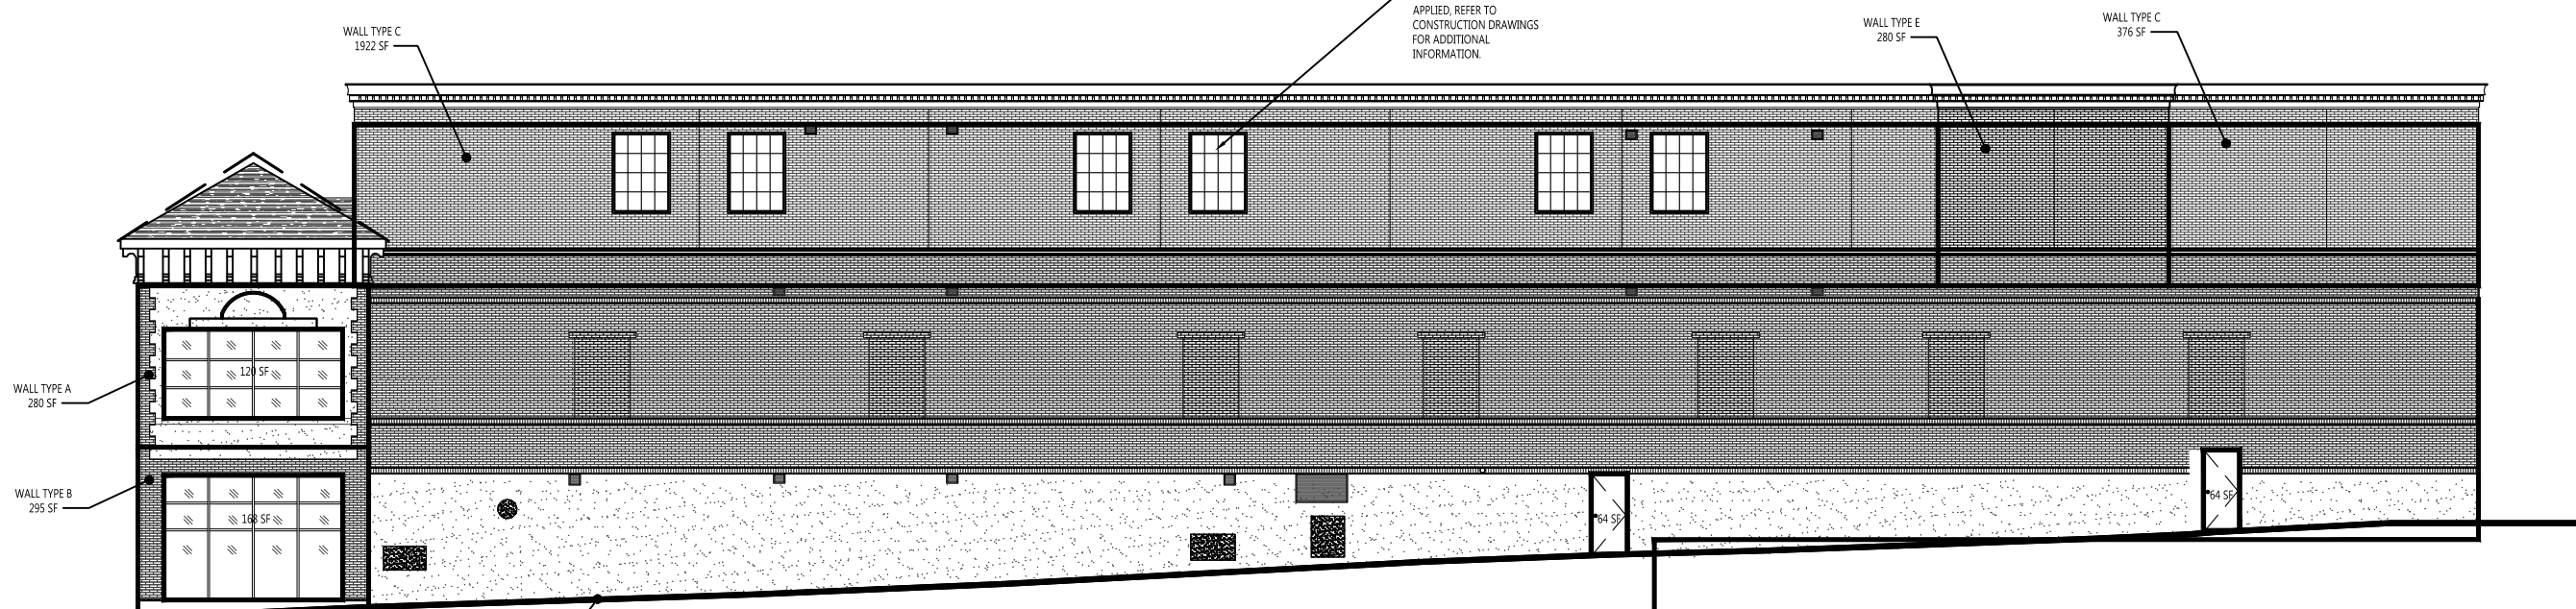 APPLIED, REFER TO
CONSTRUCTION DRAWINGS
FOR ADDITIONAL
INFORMATION.
WALL TYPE C
1922 SF
WALL TYPE E
280 SF
WALL TYPE C
376 SF
120 SF
WALL TYPE A
280 SF
WALL TYPE B
295 SF
168 SF
64 SF
64 SF